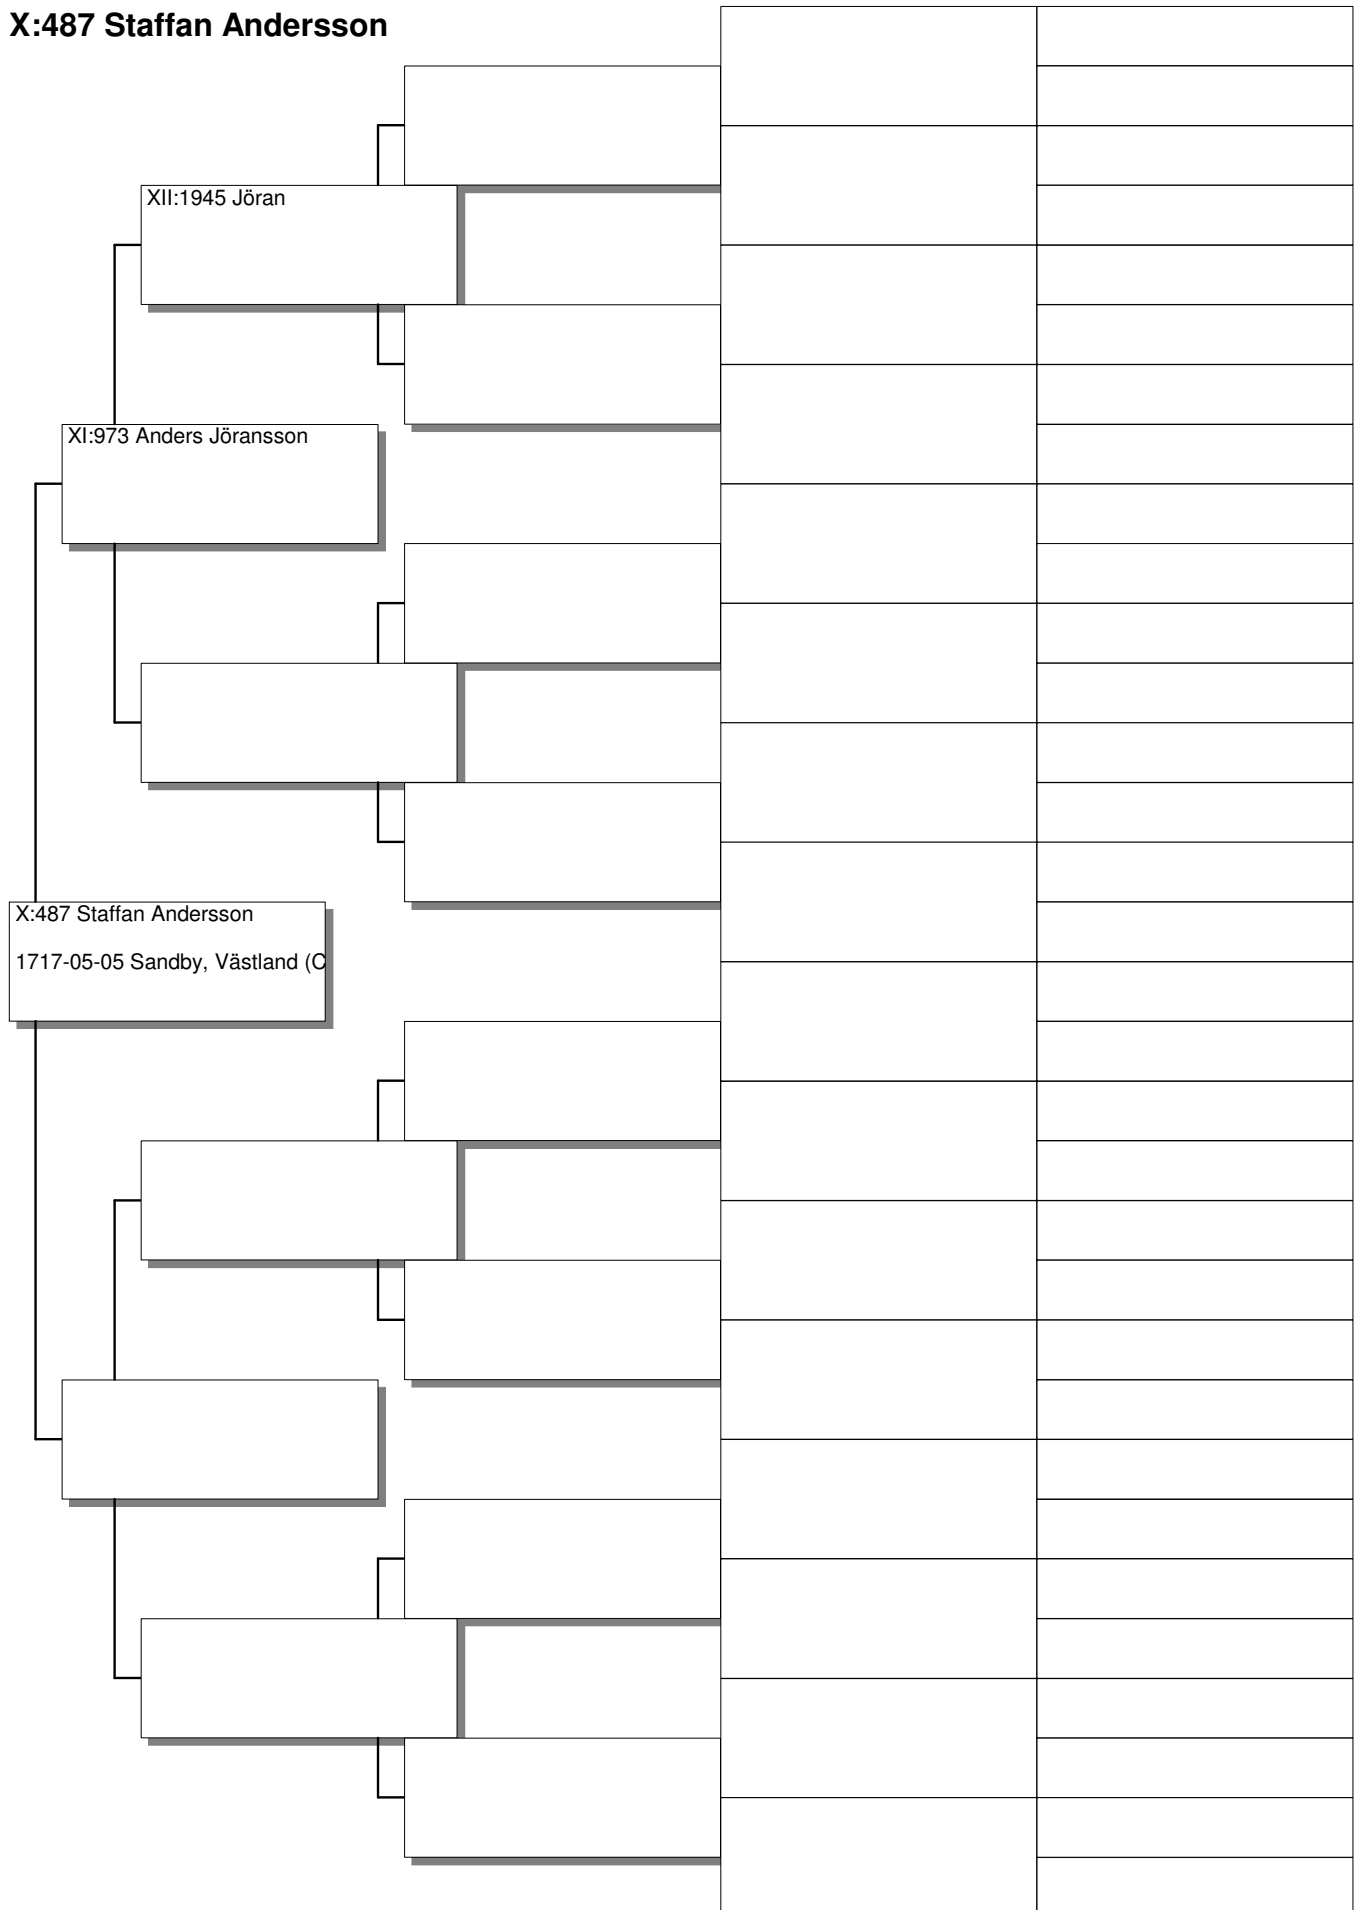 X:487 Staffan Andersson
XII:1945 Jöran
XI:973 Anders Jöransson
X:487 Staffan Andersson
1717-05-05 Sandby, Västland (C